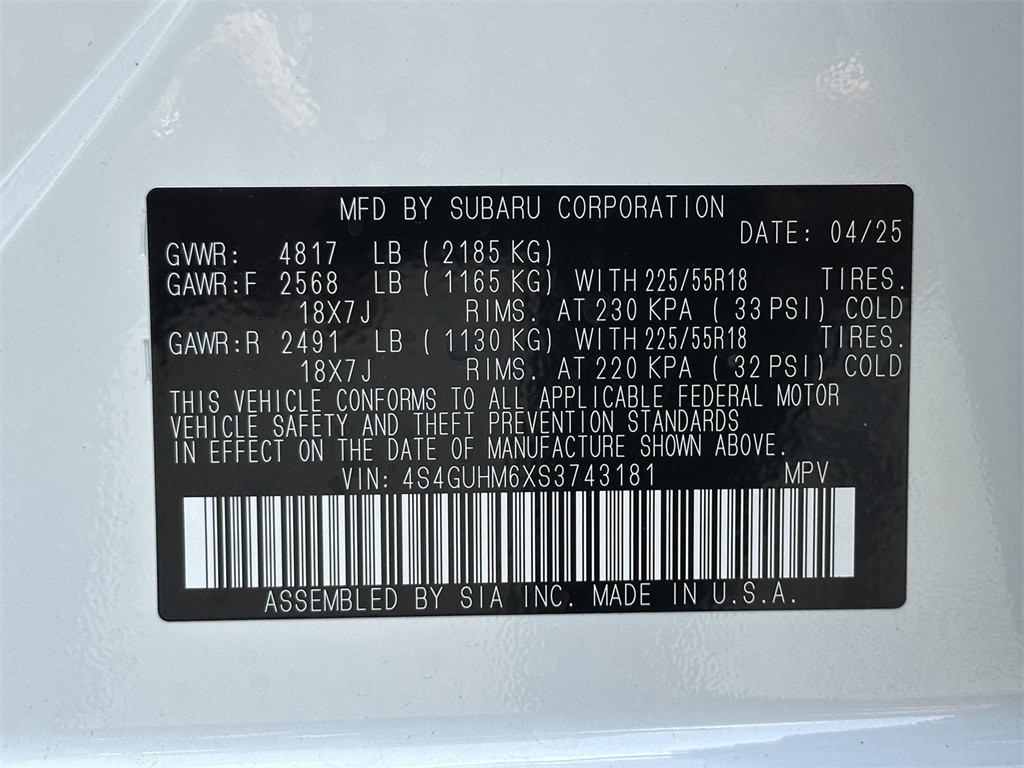 MFD BY SUBARU CORPORATION
DATE: 04/25
GVWR: 4817 LB ( 2185 KG)
GAWR:F 2568 LB ( 1165 KG) WITH 225/55R18 TIRES.
18X7J RIMS. AT 230 KPA ( 33 PSI) COLD
GAWR:R 2491 LB ( 1130 KG) WITH 225/55R18 TIRES.
18X7J RIMS. AT 220 KPA ( 32 PSI) COLD
THIS VEHICLE CONFORMS TO ALL APPLICABLE FEDERAL MOTOR
VEHICLE SAFETY AND THEFT PREVENTION STANDARDS
IN EFFECT ON THE DATE OF MANUFACTURE SHOWN ABOVE.
VIN: 4S4GUHM6XS3743181 MPV
ASSEMBLED BY SIA INC. MADE IN U.S.A.